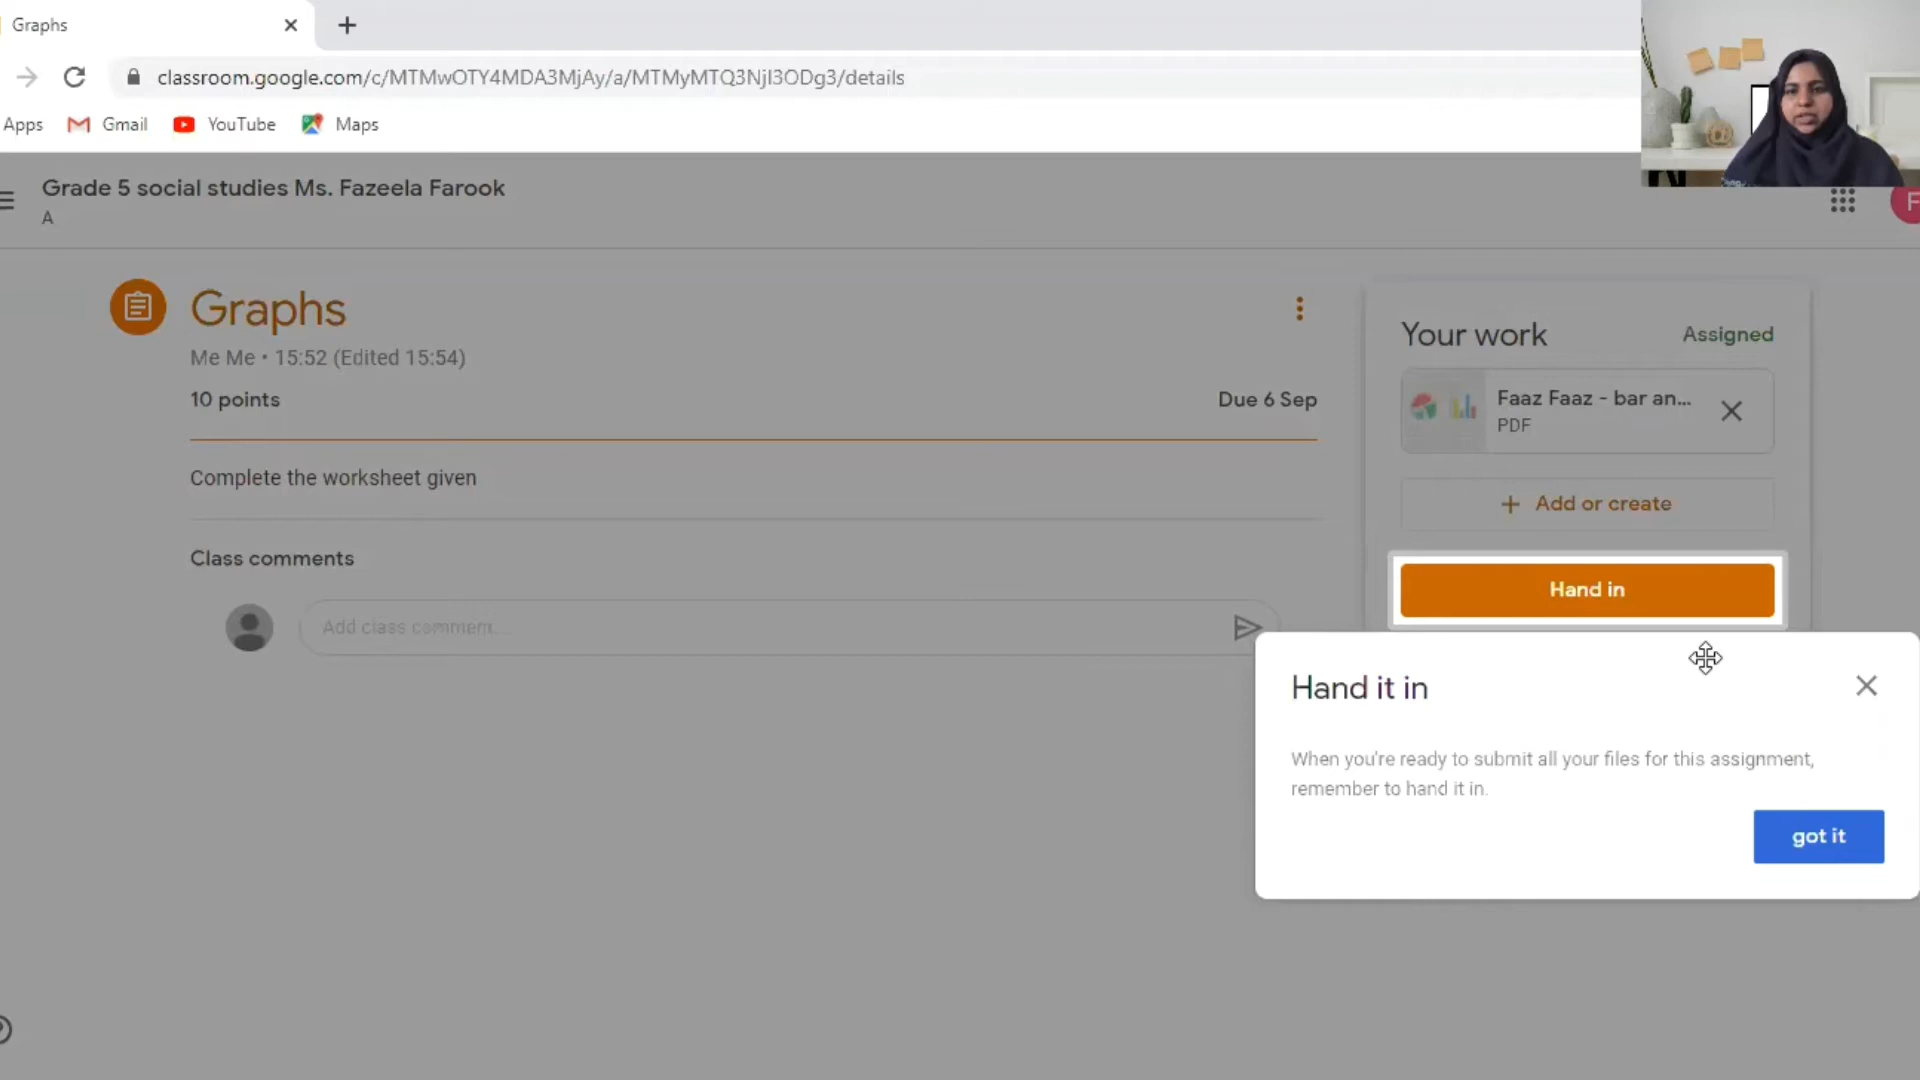 Graphs
classroom.google.com/c/MTMwOTY4MDA3MjAy/a/MTMyMTQ3NjI3ODg3/details
Apps
Gmail
YouTube
Maps
Grade 5 social studies Ms. Fazeela Farook
A
F
Graphs
Me Me • 15:52 (Edited 15:54)
10 points
Due 6 Sep
Complete the worksheet given
Class comments
Add class comment...
Your work
Assigned
Faaz Faaz - bar an...
PDF
+ Add or create
Hand in
Hand it in
When you're ready to submit all your files for this assignment,
remember to hand it in.
got it